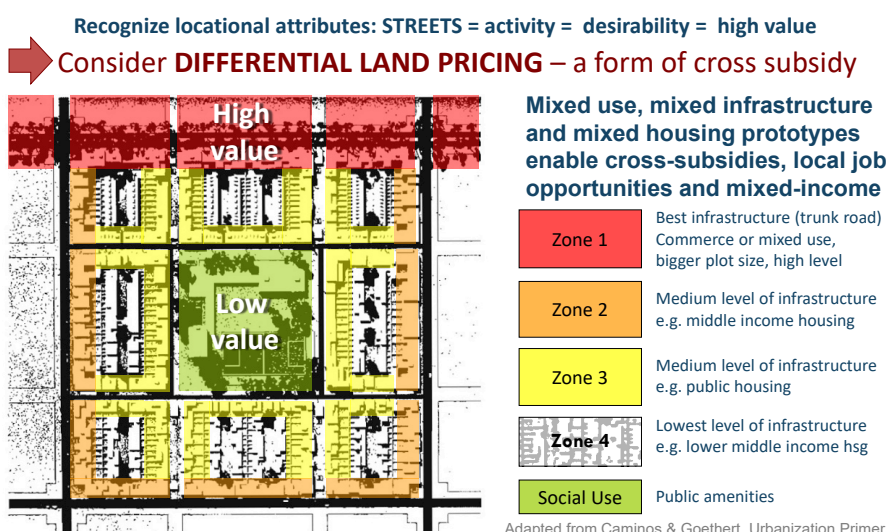 Recognize locational attributes: STREETS = activity = desirability = high value
Consider DIFFERENTIAL LAND PRICING – a form of cross subsidy
High
value
Low
value
Mixed use, mixed infrastructure
and mixed housing prototypes
enable cross-subsidies, local job
opportunities and mixed-income
Zone 1
Best infrastructure (trunk road)
Commerce or mixed use,
bigger plot size, high level
Zone 2
Medium level of infrastructure
e.g. middle income housing
Zone 3
Medium level of infrastructure
e.g. public housing
Zone 4
Lowest level of infrastructure
e.g. lower middle income hsg
Social Use
Public amenities
Adapted from Caminos & Goethert, Urbanization Primer